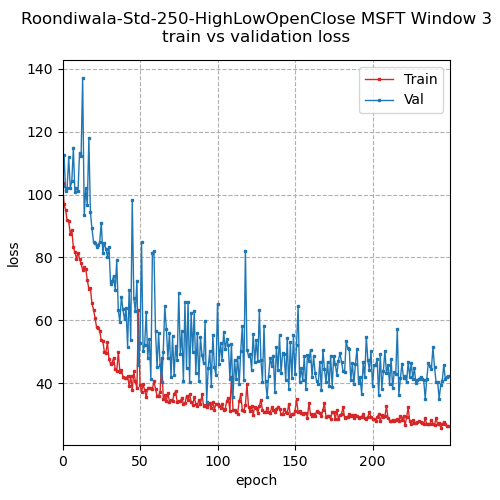 Roondiwala-Std-250-HighLowOpenClose MSFT Window 3
train vs validation loss
140
120
100
80
60
40
loss
Train
Val
0
50
100
150
200
epoch